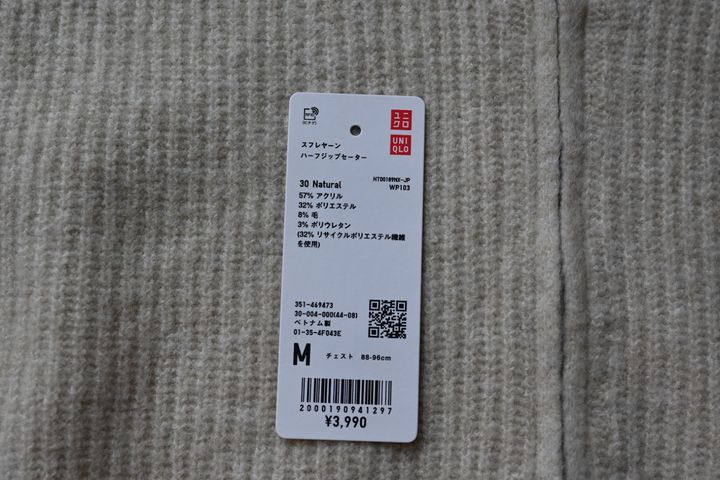 ユニ
クロ
UNI
QLO
スフレヤーン
ハーフジップセーター
HTD0189NX-JP
30 Natural
WP103
57% アクリル
32% ポリエステル
8% 毛
3% ポリウレタン
(32% リサイクルポリエステル繊維
を使用)
351-469473
30-004-000(44-08)
ベトナム製
01-35-4F043E
M チェスト 88-96cm
2000190941297
¥3,990